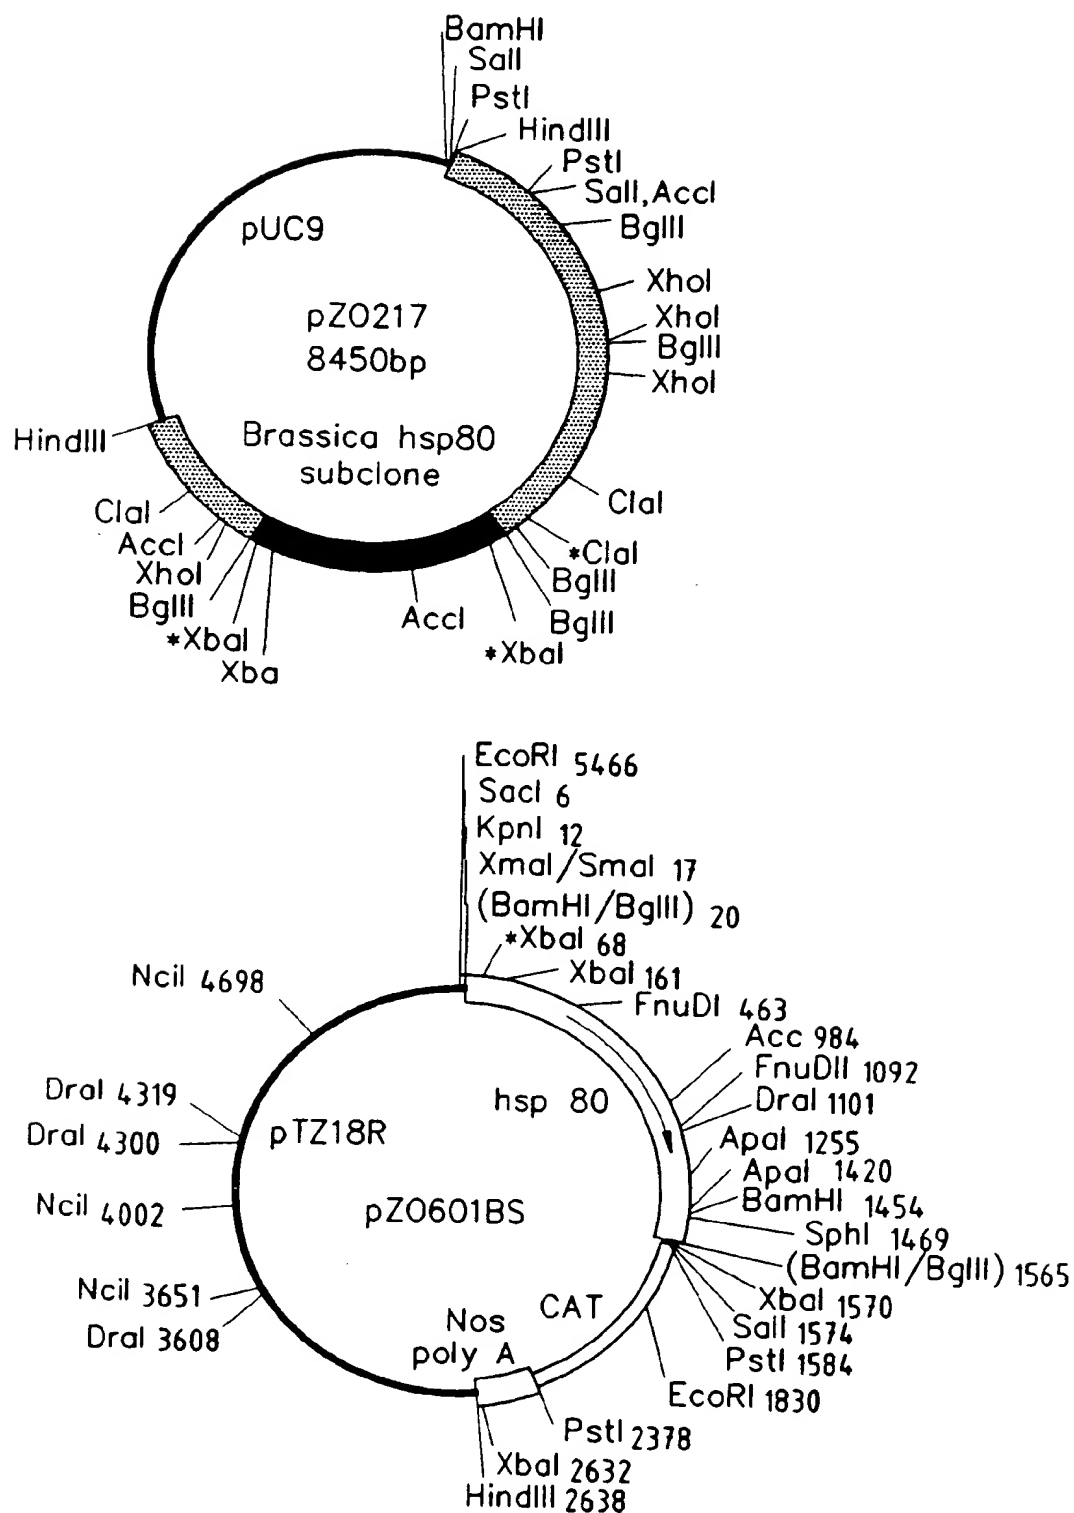 BamHI
SalI
PstI
HindIII
PstI
SalI,AccI
BglII
XhoI
XhoI
BglII
XhoI
ClaI
*ClaI
BglII
BglII
*XbaI
AccI
Xba
*XbaI
BglII
XhoI
AccI
ClaI
HindIII
pUC9
pZO217
8450bp
Brassica hsp80
subclone
EcoRI 5466
SacI 6
KpnI 12
XmaI/SmaI 17
(BamHI/BglII) 20
*XbaI 68
XbaI 161
FnuDI 463
Acc 984
FnuDII 1092
DraI 1101
ApaI 1255
ApaI 1420
BamHI 1454
SphI 1469
(BamHI/BglII) 1565
XbaI 1570
SalI 1574
PstI 1584
EcoRI 1830
PstI 2378
XbaI 2632
HindIII 2638
DraI 3608
NciI 3651
NciI 4002
DraI 4300
DraI 4319
NciI 4698
hsp 80
pTZ18R
pZO601BS
CAT
Nos
poly A